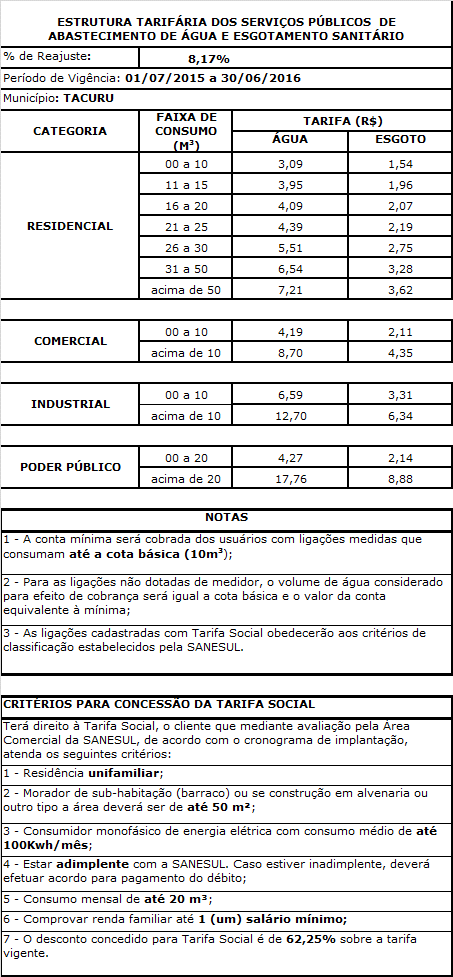 ESTRUTURA TARIFÁRIA DOS SERVIÇOS PÚBLICOS DE
ABASTECIMENTO DE ÁGUA E ESGOTAMENTO SANITÁRIO
% de Reajuste: 8,17%
Período de Vigência: 01/07/2015 a 30/06/2016
Município: TACURU
CATEGORIA
FAIXA DE
CONSUMO
(M³)
TARIFA (R$)
ÁGUA ESGOTO
RESIDENCIAL
00 a 10 3,09 1,54
11 a 15 3,95 1,96
16 a 20 4,09 2,07
21 a 25 4,39 2,19
26 a 30 5,51 2,75
31 a 50 6,54 3,28
acima de 50 7,21 3,62
COMERCIAL
00 a 10 4,19 2,11
acima de 10 8,70 4,35
INDUSTRIAL
00 a 10 6,59 3,31
acima de 10 12,70 6,34
PODER PÚBLICO
00 a 20 4,27 2,14
acima de 20 17,76 8,88
NOTAS
1 - A conta mínima será cobrada dos usuários com ligações medidas que
consumam até a cota básica (10m³);
2 - Para as ligações não dotadas de medidor, o volume de água considerado
para efeito de cobrança será igual a cota básica e o valor da conta
equivalente à mínima;
3 - As ligações cadastradas com Tarifa Social obedecerão aos critérios de
classificação estabelecidos pela SANESUL.
CRITÉRIOS PARA CONCESSÃO DA TARIFA SOCIAL
Terá direito à Tarifa Social, o cliente que mediante avaliação pela Área
Comercial da SANESUL, de acordo com o cronograma de implantação,
atenda os seguintes critérios:
1 - Residência unifamiliar;
2 - Morador de sub-habitação (barraco) ou se construção em alvenaria ou
outro tipo a área deverá ser de até 50 m²;
3 - Consumidor monofásico de energia elétrica com consumo médio de até
100Kwh/mês;
4 - Estar adimplente com a SANESUL. Caso estiver inadimplente, deverá
efetuar acordo para pagamento do débito;
5 - Consumo mensal de até 20 m³;
6 - Comprovar renda familiar até 1 (um) salário mínimo;
7 - O desconto concedido para Tarifa Social é de 62,25% sobre a tarifa
vigente.